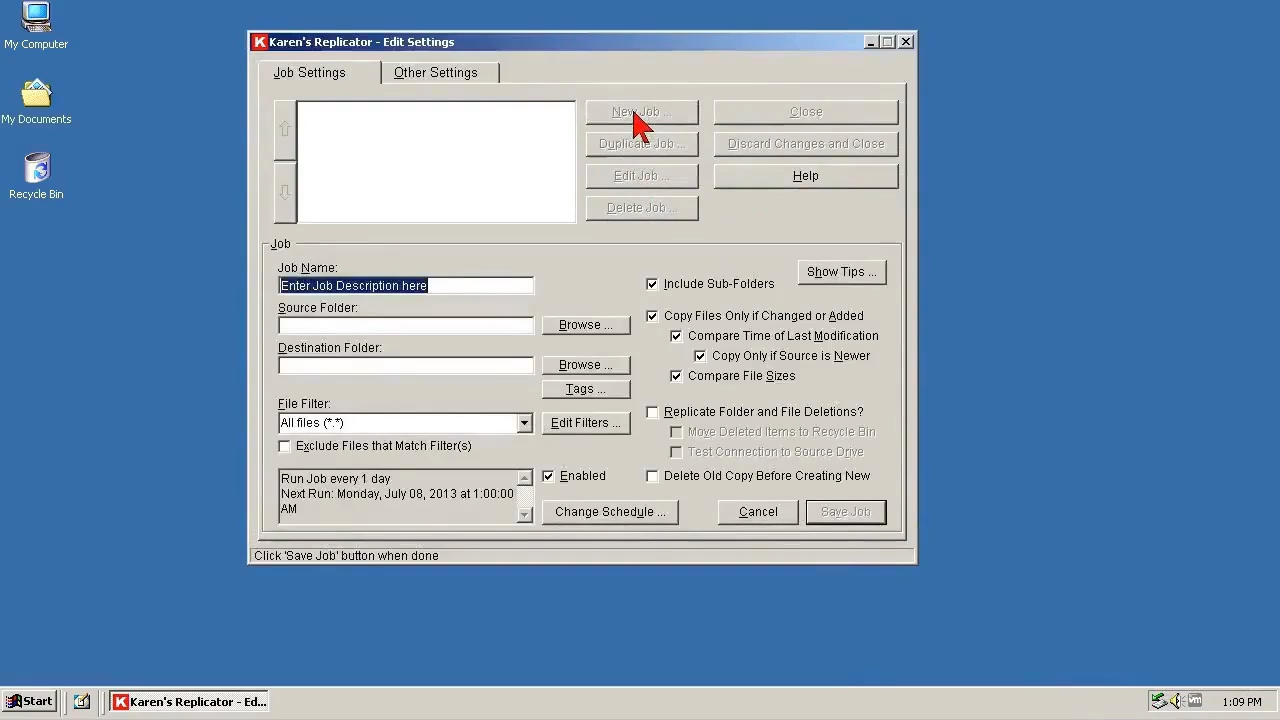 My Computer
My Documents
Recycle Bin
Karen's Replicator - Edit Settings
Job Settings
Other Settings
New Job ...
Close
Duplicate Job ...
Discard Changes and Close
Edit Job ...
Help
Delete Job ...
Job
Job Name:
Enter Job Description here
Source Folder:
Browse ...
Destination Folder:
Browse ...
Tags ...
File Filter:
All files (*.*)
Edit Filters ...
Exclude Files that Match Filter(s)
Run Job every 1 day
Next Run: Monday, July 08, 2013 at 1:00:00
AM
Enabled
Change Schedule ...
Show Tips ...
Include Sub-Folders
Copy Files Only if Changed or Added
Compare Time of Last Modification
Copy Only if Source is Newer
Compare File Sizes
Replicate Folder and File Deletions?
Move Deleted Items to Recycle Bin
Test Connection to Source Drive
Delete Old Copy Before Creating New
Cancel
Save Job
Click 'Save Job' button when done
Start
Karen's Replicator - Ed...
vm
1:09 PM